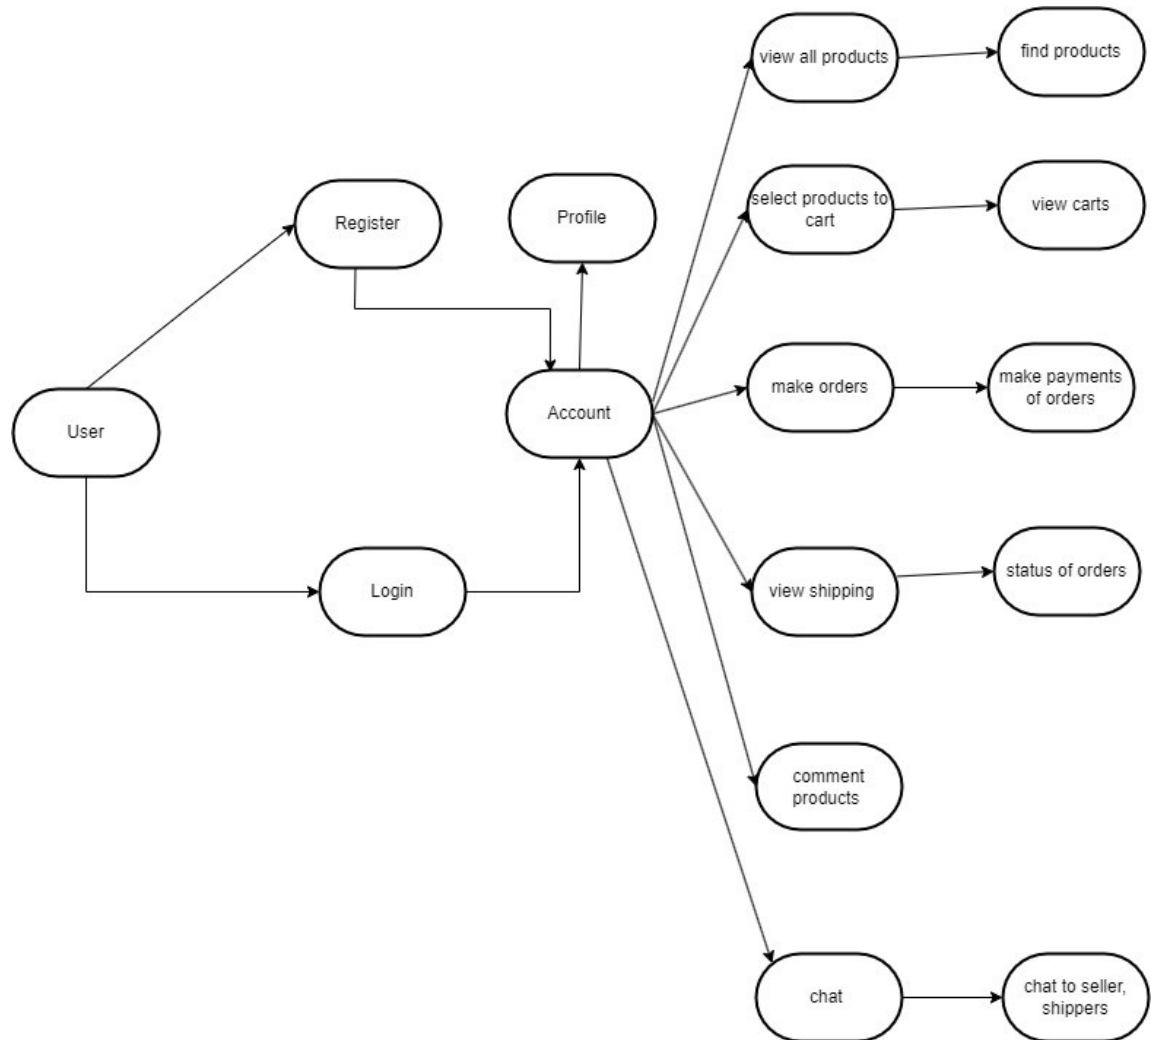 view all products
find products
select products to
cart
view carts
Register
Profile
make orders
make payments
of orders
Account
User
Login
view shipping
status of orders
comment
products
chat
chat to seller,
shippers